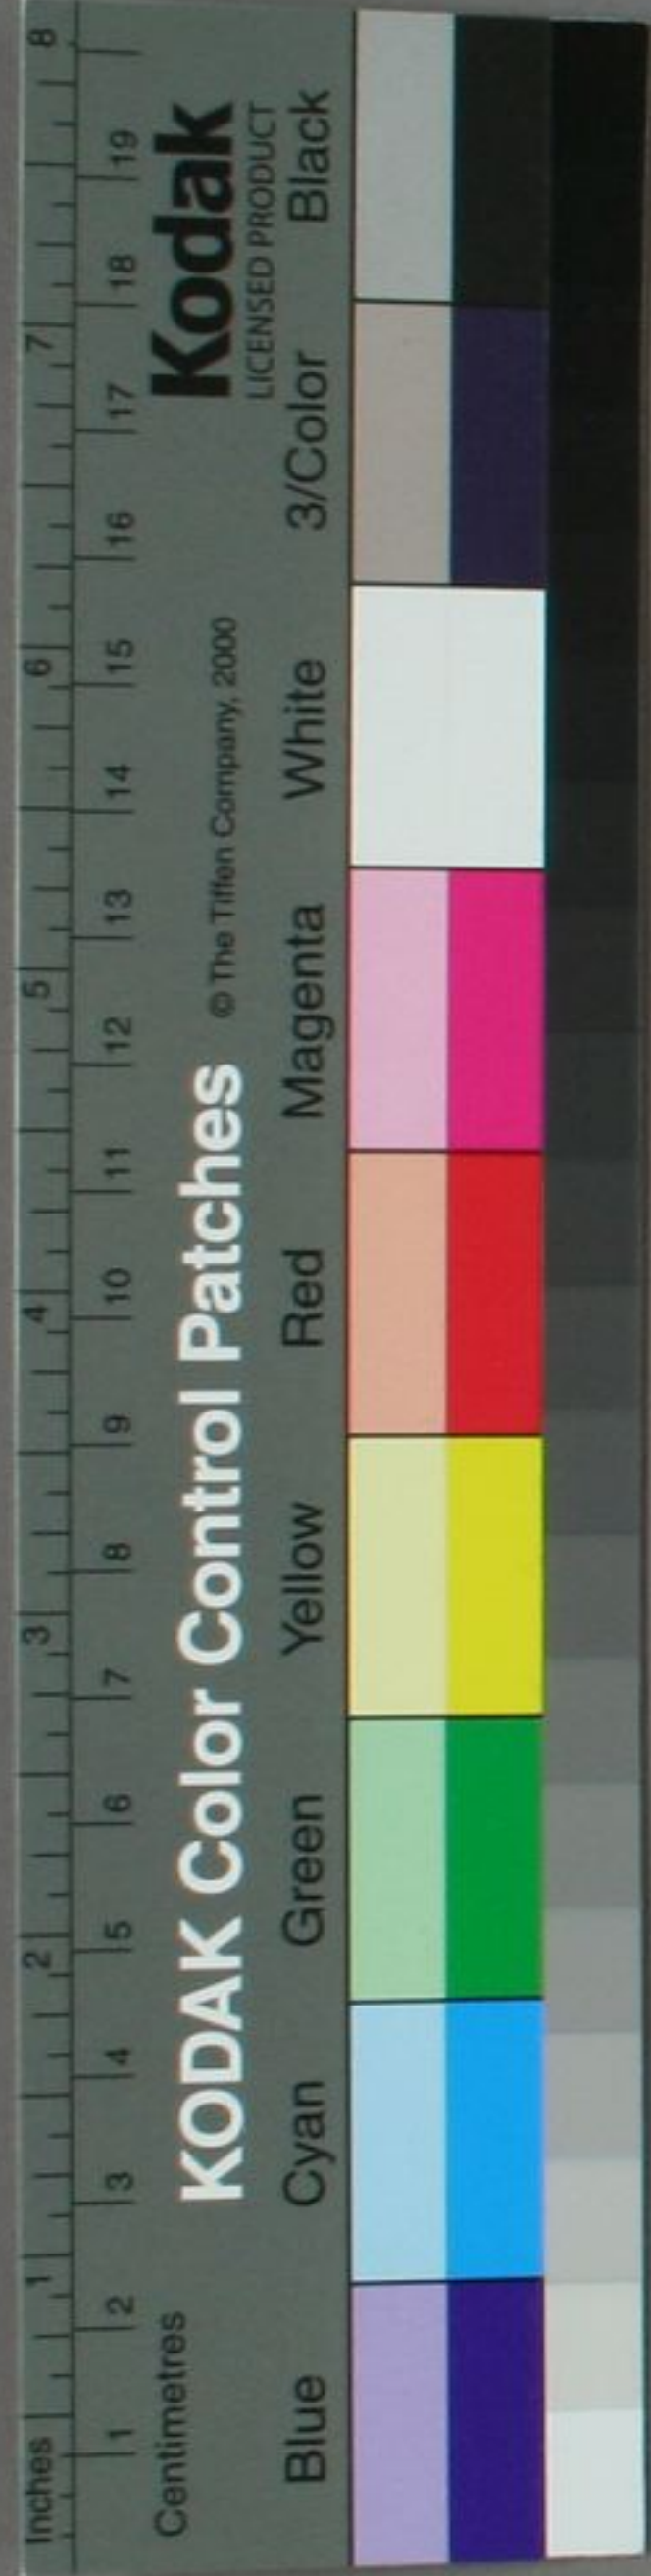 Inches 1 2 3 4 5 6 7 8
1 2 3 4 5 6 7 8 9 10 11 12 13 14 15 16 17 18 19
Centimetres
KODAK Color Control Patches © The Tiffen Company, 2000 Kodak
LICENSED PRODUCT
Blue Cyan Green Yellow Red Magenta White 3/Color Black